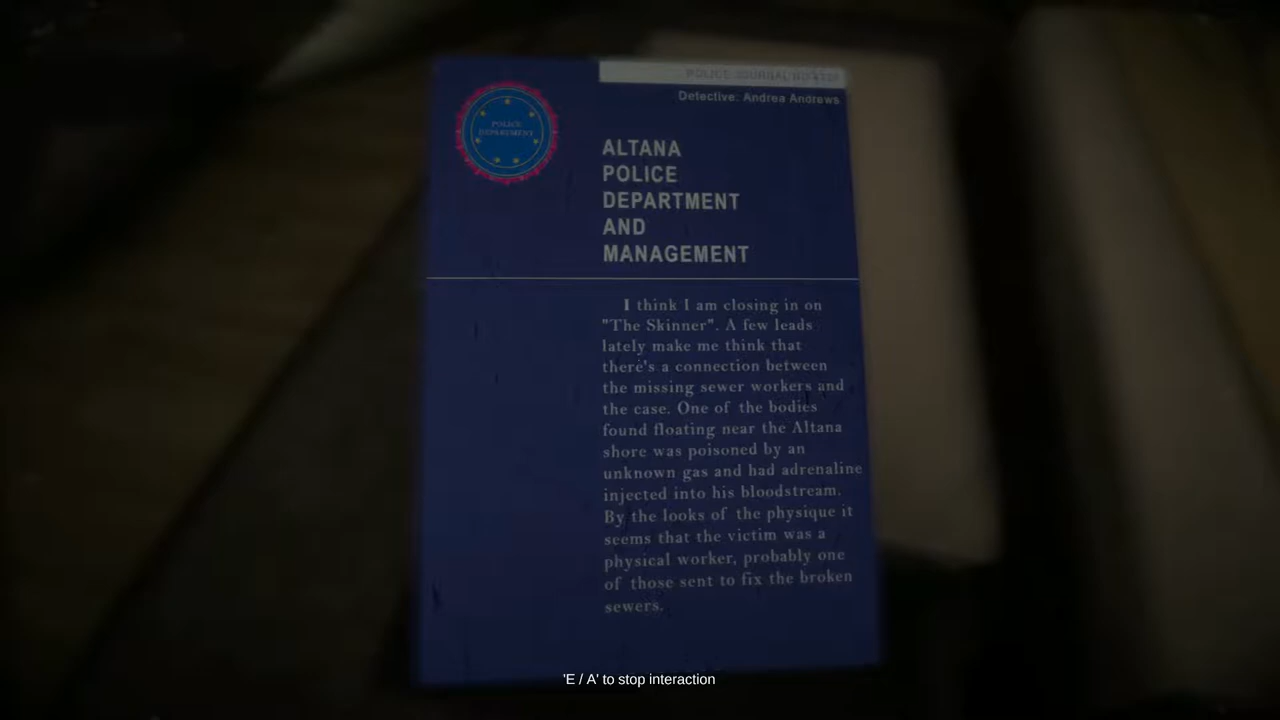 POLICE JOURNAL
Detective: Andrea Andrews
POLICE
DEPARTMENT
ALTANA
POLICE
DEPARTMENT
AND
MANAGEMENT
I think I am closing in on
"The Skinner". A few leads
lately make me think that
there's a connection between
the missing sewer workers and
the case. One of the bodies
found floating near the Altana
shore was poisoned by an
unknown gas and had adrenaline
injected into his bloodstream.
By the looks of the physique it
seems that the victim was a
physical worker, probably one
of those sent to fix the broken
sewers.
'E / A' to stop interaction